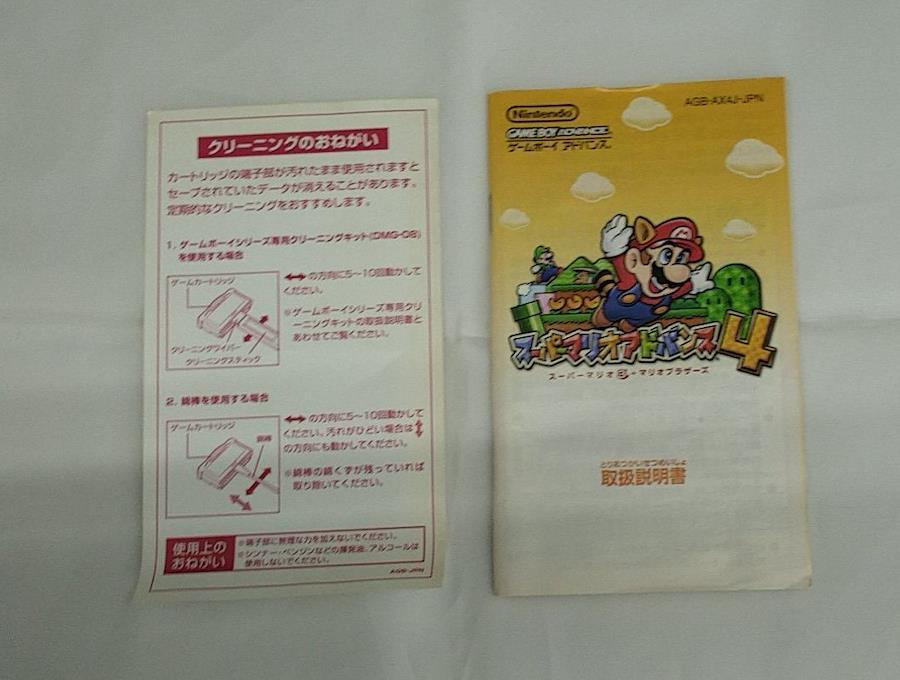 クリーニングのおねがい
カートリッジの端子部が汚れたまま使用されますと
セーブされていたデータが消えることがあります。
定期的なクリーニングをおすすめします。
1. ゲームボーイシリーズ専用クリーニングキット(DMG-08)
を使用する場合
ゲームカートリッジ
クリーニングワイパー
クリーニングスティック
の方向に5～10回動かして
ください。
※ゲームボーイシリーズ専用クリ
ーニングキットの取扱説明書と
あわせてご覧ください。
2. 綿棒を使用する場合
ゲームカートリッジ
綿棒
の方向に5～10回動かして
ください。汚れがひどい場合は
の方向にも動かしてください。
※綿棒の綿くずが残っていれば
取り除いてください。
使用上の
おねがい
※端子部に無理な力を加えないでください。
※シンナー・ベンジンなどの揮発油、アルコールは
使用しないでください。
AGB-JPN
AGB-AX4J-JPN
Nintendo
GAME BOY ADVANCE
ゲームボーイ アドバンス
スーパーマリオアドバンス4
スーパーマリオ3+マリオブラザーズ
とりあつかいせつめいしょ
取扱説明書